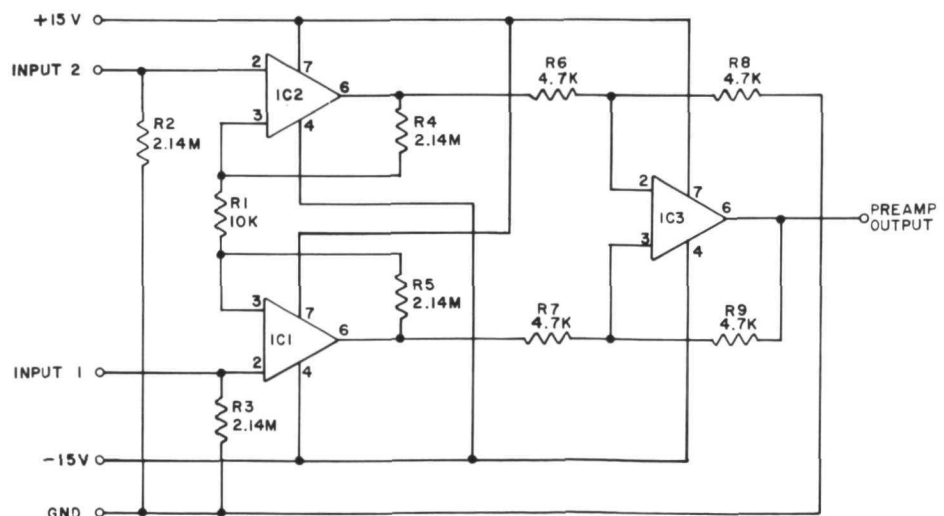 +15V
INPUT 2
2
7
IC2
6
3
4
R2
2.14M
R4
2.14M
R1
10K
R6
4.7K
R8
4.7K
2
7
IC3
6
3
4
PREAMP
OUTPUT
3
7
IC1
6
2
4
R5
2.14M
R7
4.7K
R9
4.7K
INPUT 1
R3
2.14M
-15V
GND